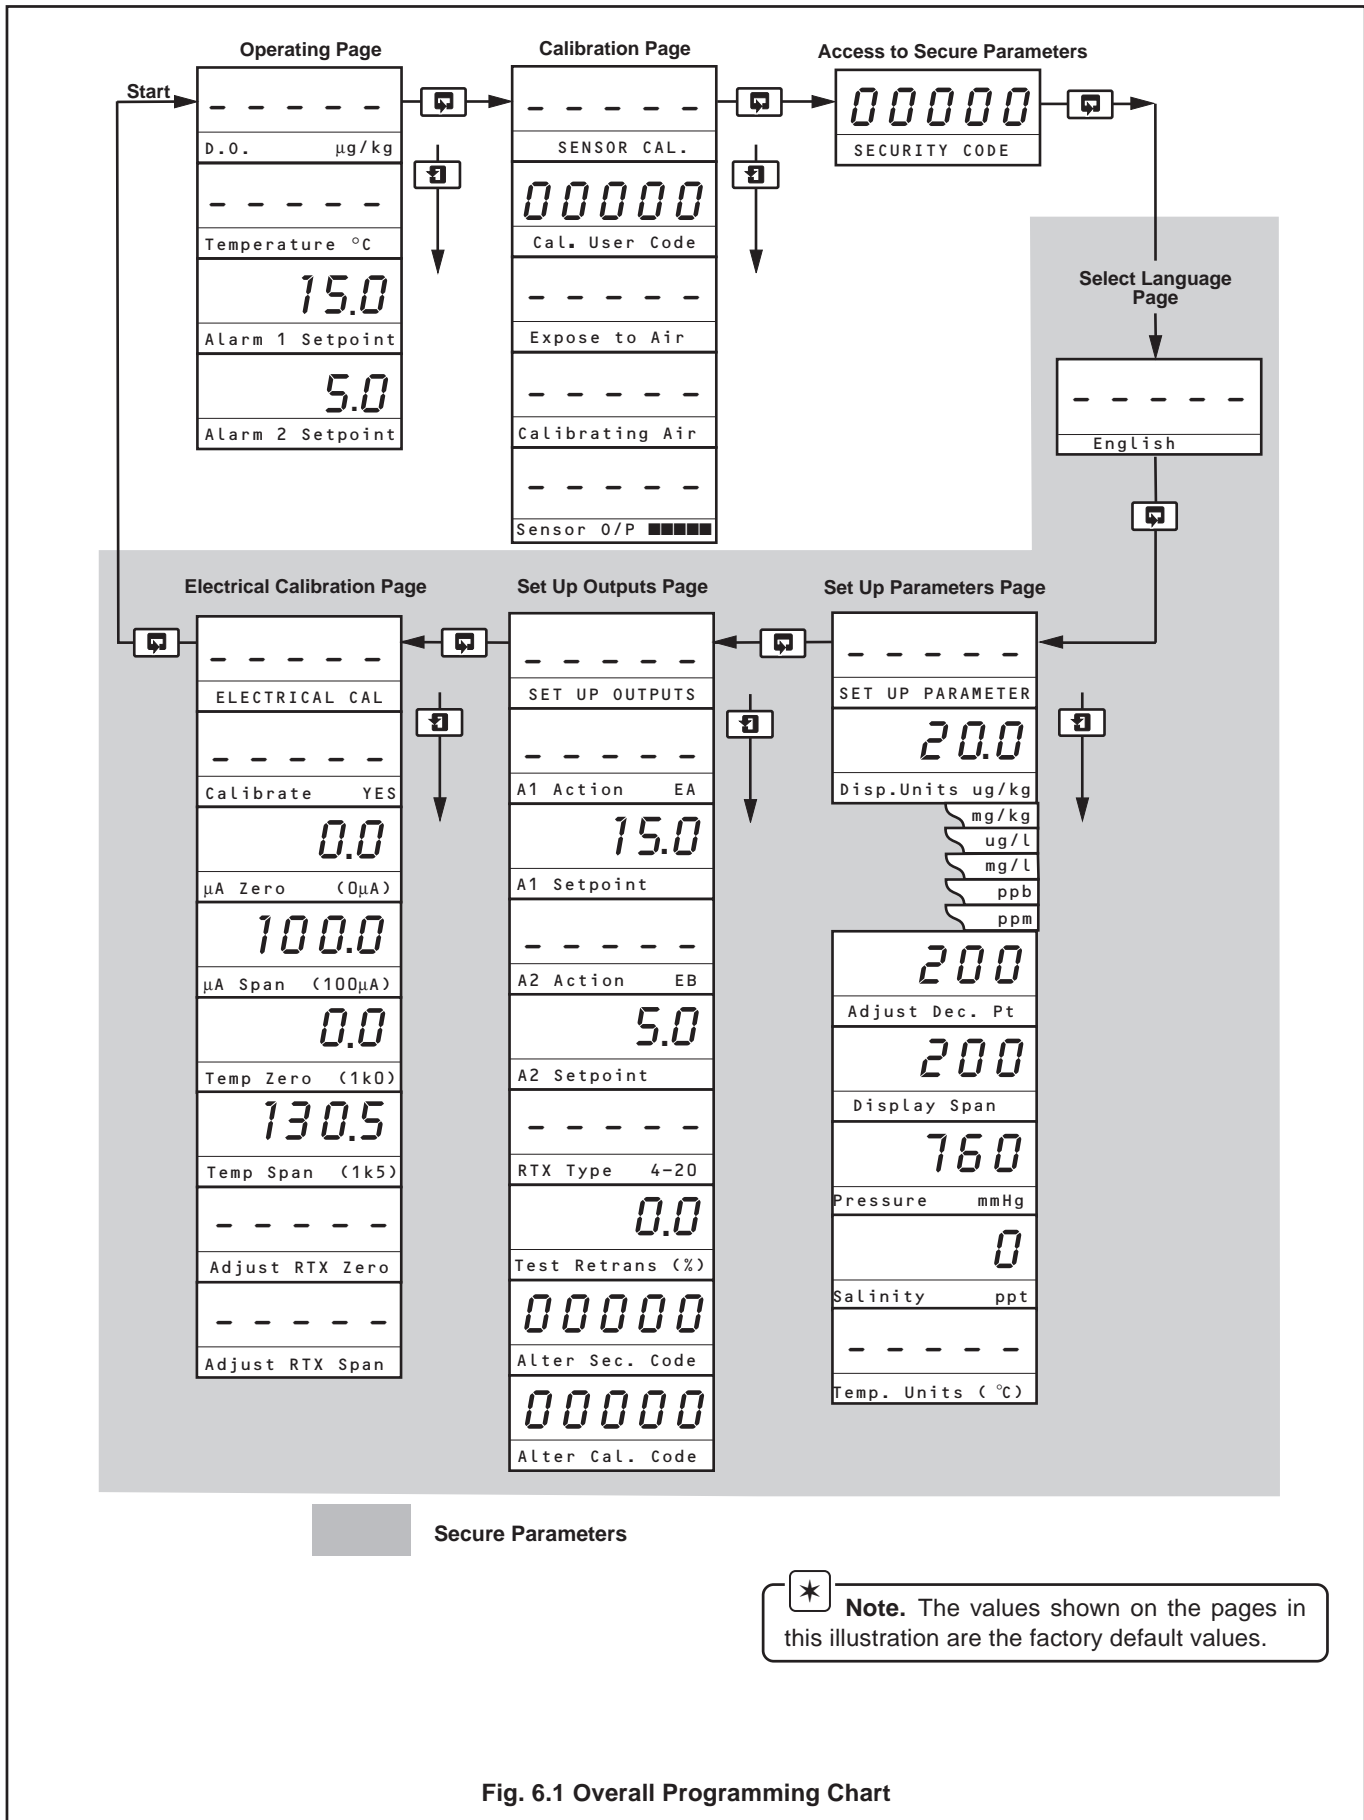 Operating Page
Start
- - - - -
D.O. µg/kg
- - - - -
Temperature °C
15.0
Alarm 1 Setpoint
5.0
Alarm 2 Setpoint
Calibration Page
- - - - -
SENSOR CAL.
00000
Cal. User Code
- - - - -
Expose to Air
- - - - -
Calibrating Air
- - - - -
Sensor O/P ■■■■■
Access to Secure Parameters
00000
SECURITY CODE
Select Language
Page
- - - - -
English
Electrical Calibration Page
- - - - -
ELECTRICAL CAL
- - - - -
Calibrate YES
0.0
µA Zero (0µA)
100.0
µA Span (100µA)
0.0
Temp Zero (1k0)
130.5
Temp Span (1k5)
- - - - -
Adjust RTX Zero
- - - - -
Adjust RTX Span
Set Up Outputs Page
- - - - -
SET UP OUTPUTS
- - - - -
A1 Action EA
15.0
A1 Setpoint
- - - - -
A2 Action EB
5.0
A2 Setpoint
- - - - -
RTX Type 4-20
0.0
Test Retrans (%)
00000
Alter Sec. Code
00000
Alter Cal. Code
Set Up Parameters Page
- - - - -
SET UP PARAMETER
20.0
Disp.Units ug/kg
mg/kg
ug/l
mg/l
ppb
ppm
200
Adjust Dec. Pt
200
Display Span
760
Pressure mmHg
0
Salinity ppt
- - - - -
Temp. Units (°C)
Secure Parameters
Note. The values shown on the pages in
this illustration are the factory default values.
Fig. 6.1 Overall Programming Chart